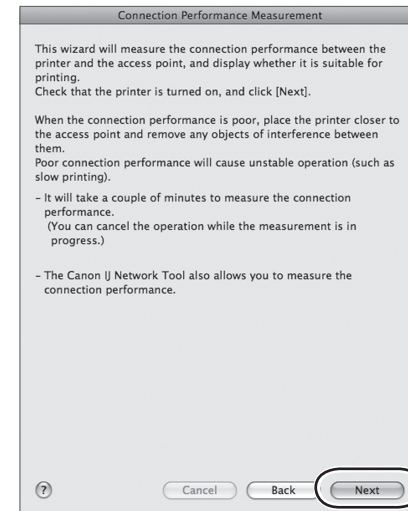 Connection Performance Measurement
This wizard will measure the connection performance between the
printer and the access point, and display whether it is suitable for
printing.
Check that the printer is turned on, and click [Next].
When the connection performance is poor, place the printer closer to
the access point and remove any objects of interference between
them.
Poor connection performance will cause unstable operation (such as
slow printing).
– It will take a couple of minutes to measure the connection
performance.
(You can cancel the operation while the measurement is in
progress.)
– The Canon IJ Network Tool also allows you to measure the
connection performance.
? Cancel Back Next